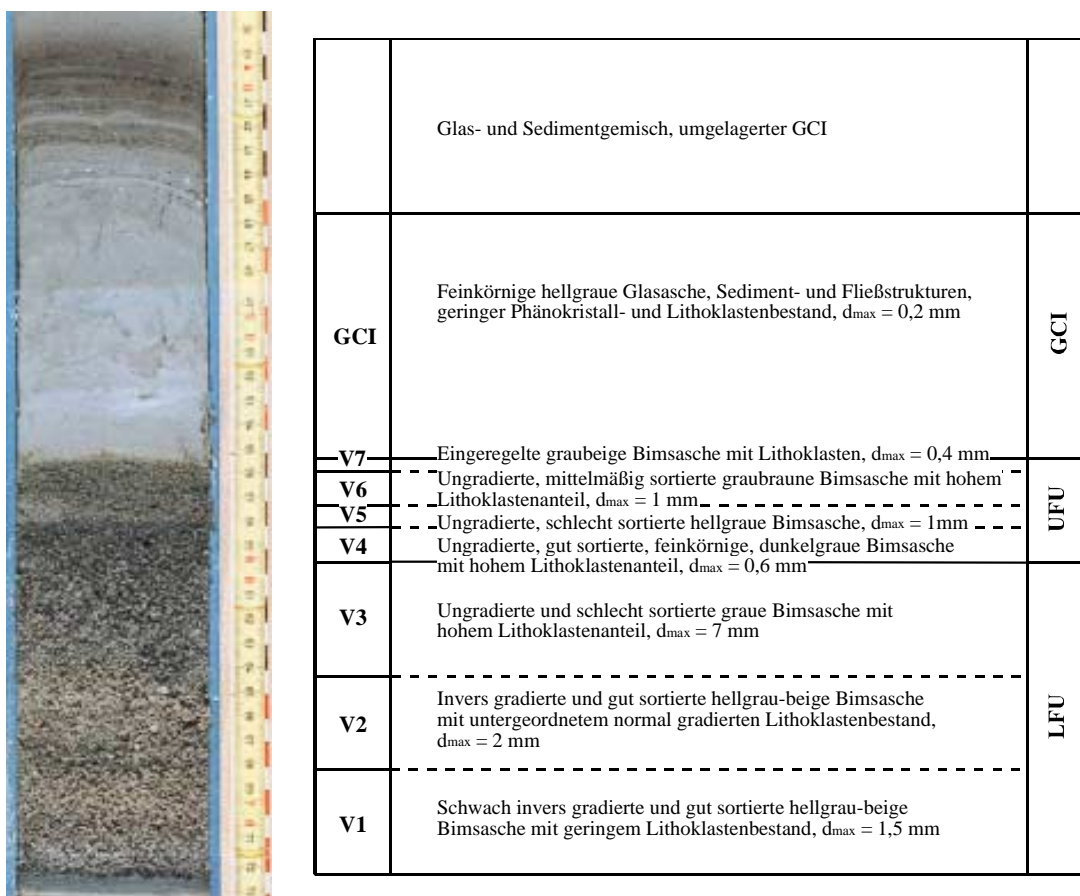 Glas- und Sedimentgemisch, umgelagerter GCI
GCI
Feinkörnige hellgraue Glasasche, Sediment- und Fließstrukturen,
geringer Phänokristall- und Lithoklastenbestand, dmax = 0,2 mm
GCI
V7
Eingeregelte graubeige Bimsasche mit Lithoklasten, dmax = 0,4 mm
V6
Ungradierte, mittelmäßig sortierte graubraune Bimsasche mit hohem
Lithoklastenanteil, dmax = 1 mm
V5
Ungradierte, schlecht sortierte hellgraue Bimsasche, dmax = 1mm
UFU
V4
Ungradierte, gut sortierte, feinkörnige, dunkelgraue Bimsasche
mit hohem Lithoklastenanteil, dmax = 0,6 mm
V3
Ungradierte und schlecht sortierte graue Bimsasche mit
hohem Lithoklastenanteil, dmax = 7 mm
V2
Invers gradierte und gut sortierte hellgrau-beige Bimsasche
mit untergeordnetem normal gradierten Lithoklastenbestand,
dmax = 2 mm
LFU
V1
Schwach invers gradierte und gut sortierte hellgrau-beige
Bimsasche mit geringem Lithoklastenbestand, dmax = 1,5 mm